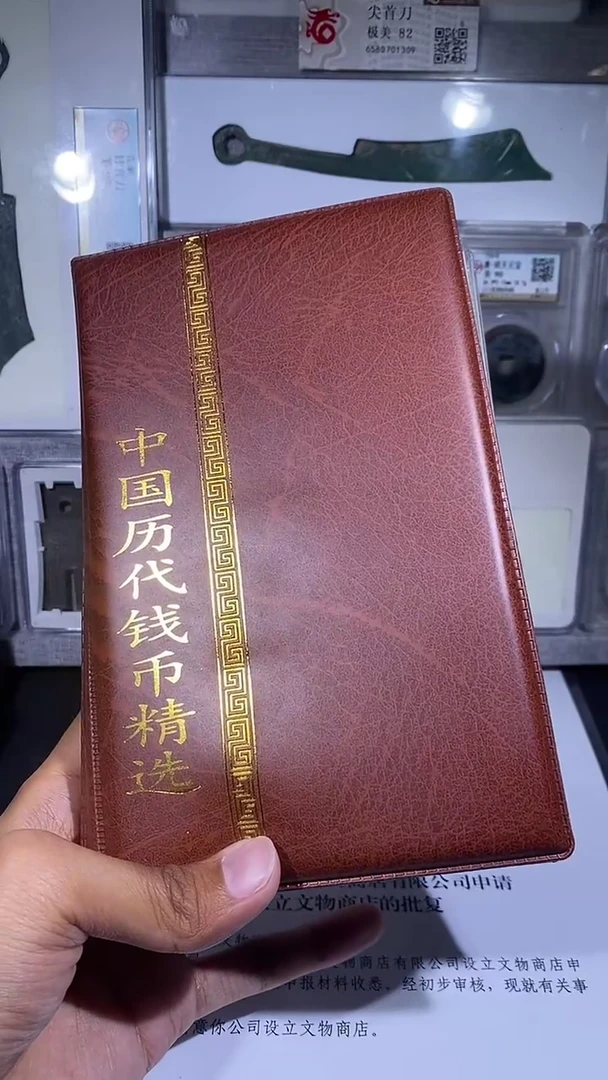 尖首刀
极美 82
6580701309
中国历代钱币精选
有限公司申请
立文物商店的批复
物商店有限公司设立文物商店申
申报材料收悉。经初步审核，现就有关事
意你公司设立文物商店。